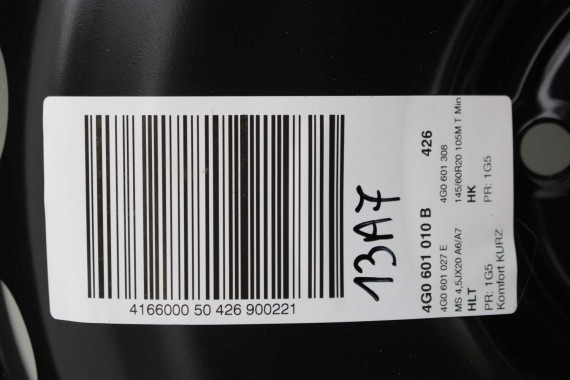 4166000 50 426 900221
13A7
4G0 601 010 B 426
4G0 601 027 E 4G0 601 308
MS 4,5JX20 A6/A7 145/60R20 105M T Min
HLT HK
PR: 1G5 PR: 1G5
Komfort KURZ